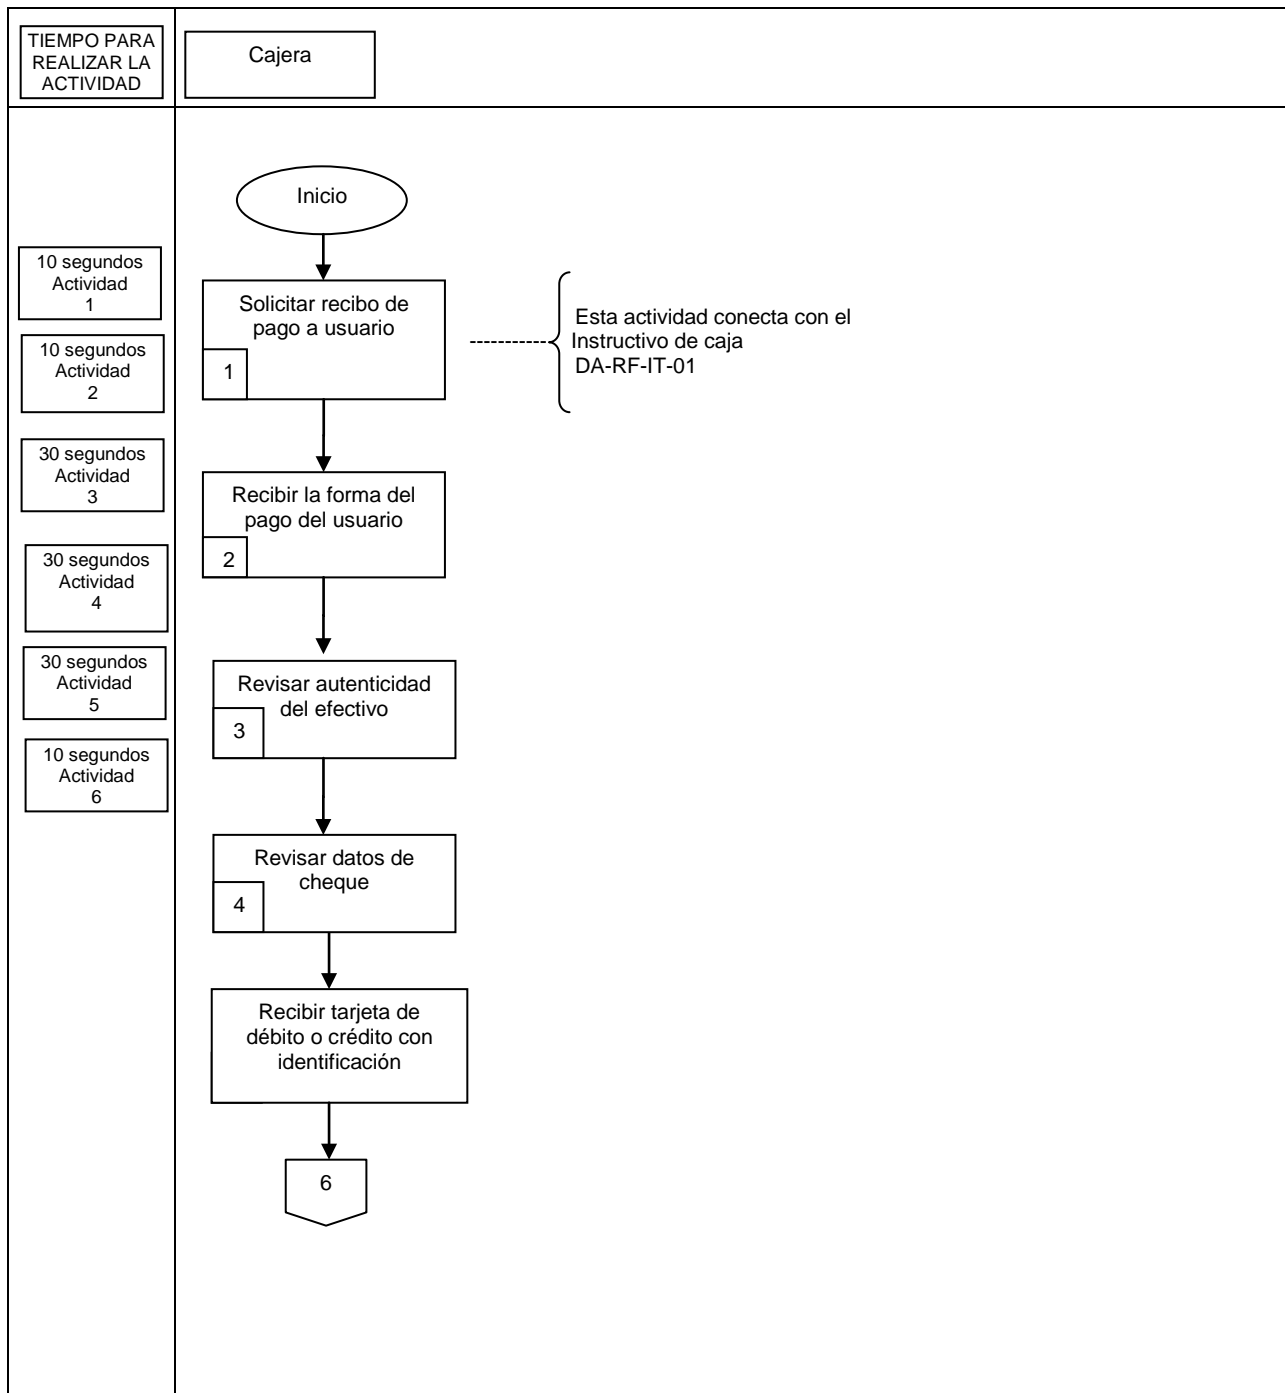 TIEMPO PARA
REALIZAR LA
ACTIVIDAD
Cajera
Inicio
10 segundos
Actividad
1
Solicitar recibo de
pago a usuario
1
Esta actividad conecta con el
Instructivo de caja
DA-RF-IT-01
10 segundos
Actividad
2
30 segundos
Actividad
3
Recibir la forma del
pago del usuario
2
30 segundos
Actividad
4
30 segundos
Actividad
5
Revisar autenticidad
del efectivo
3
10 segundos
Actividad
6
Revisar datos de
cheque
4
Recibir tarjeta de
débito o crédito con
identificación
6